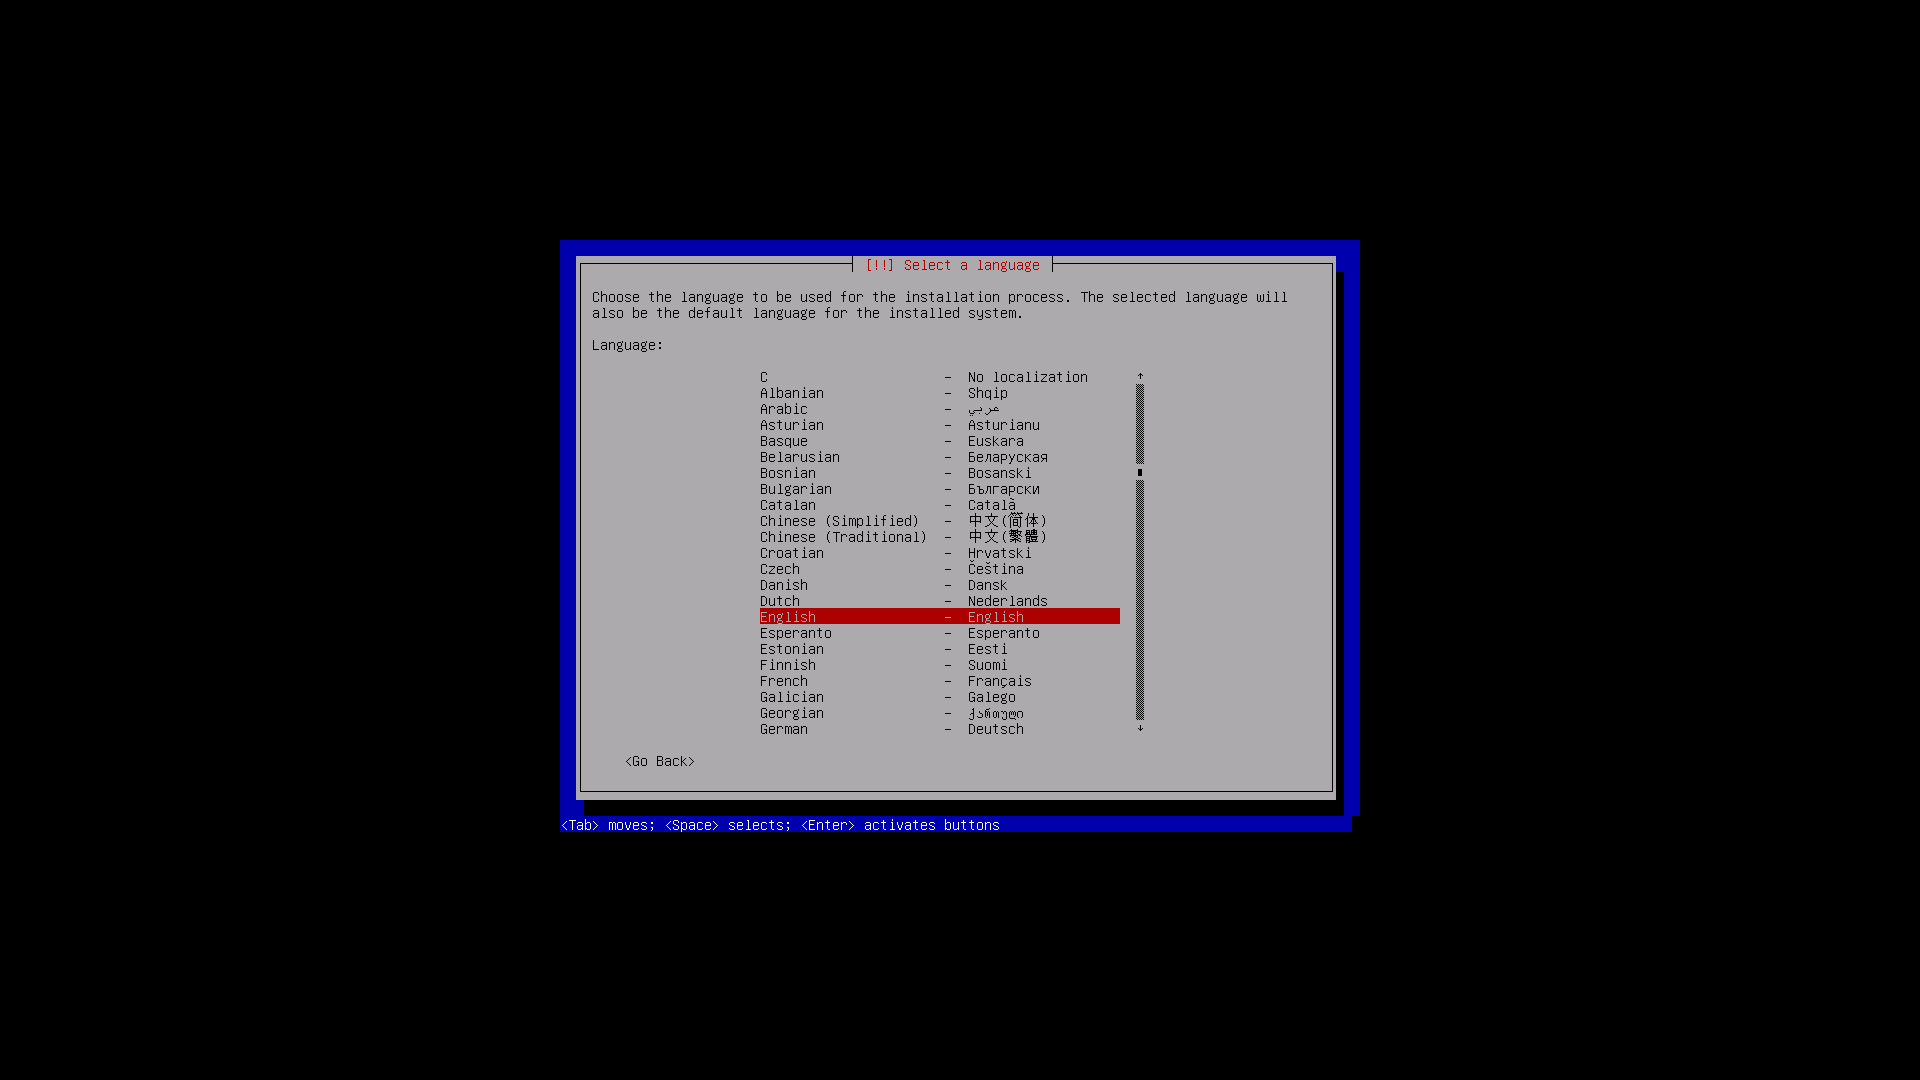 [!!] Select a language
Choose the language to be used for the installation process. The selected language will
also be the default language for the installed system.
Language:
C - No localization
Albanian - Shqip
Arabic - عربي
Asturian - Asturianu
Basque - Euskara
Belarusian - Беларуская
Bosnian - Bosanski
Bulgarian - Български
Catalan - Català
Chinese (Simplified) - 中文(简体)
Chinese (Traditional) - 中文(繁體)
Croatian - Hrvatski
Czech - Čeština
Danish - Dansk
Dutch - Nederlands
English - English
Esperanto - Esperanto
Estonian - Eesti
Finnish - Suomi
French - Français
Galician - Galego
Georgian - ქართული
German - Deutsch
<Go Back>
<Tab> moves; <Space> selects; <Enter> activates buttons